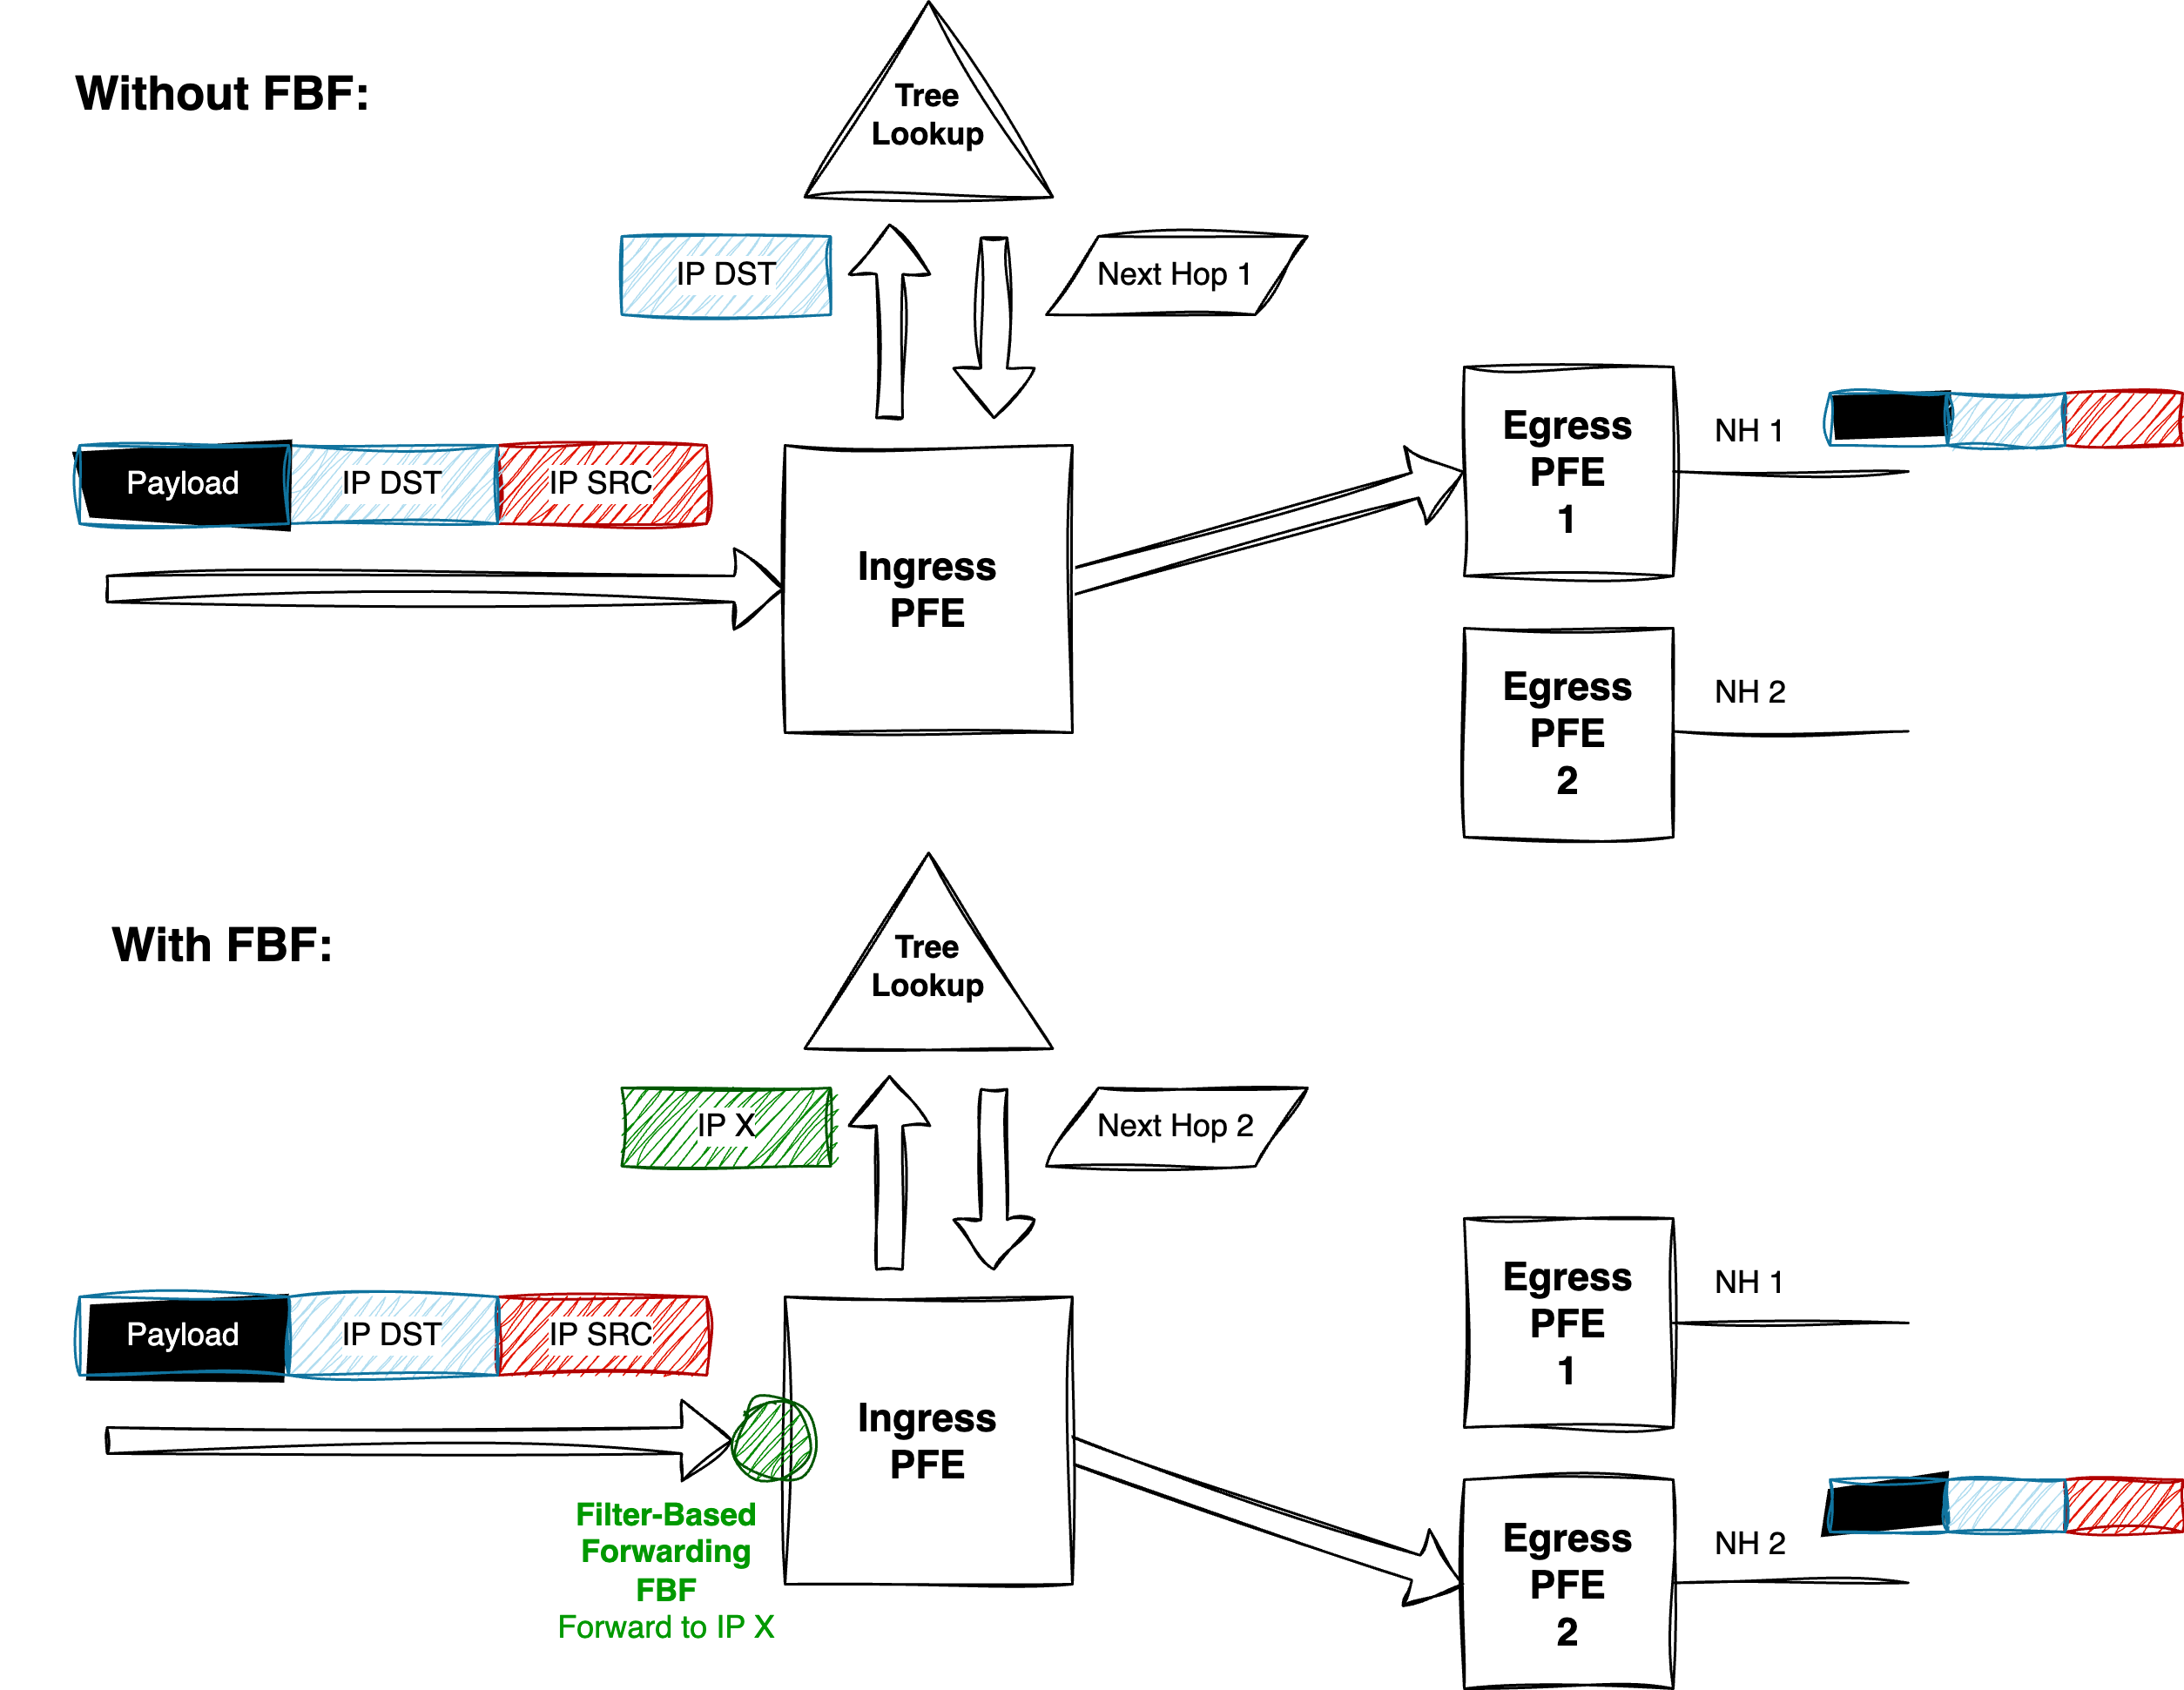 Without FBF:
Tree
Lookup
IP DST
Next Hop 1
Payload
IP DST
IP SRC
Ingress
PFE
Egress
PFE
1
NH 1
Egress
PFE
2
NH 2
With FBF:
Tree
Lookup
IP X
Next Hop 2
Payload
IP DST
IP SRC
Filter-Based
Forwarding
FBF
Forward to IP X
Ingress
PFE
Egress
PFE
1
NH 1
Egress
PFE
2
NH 2